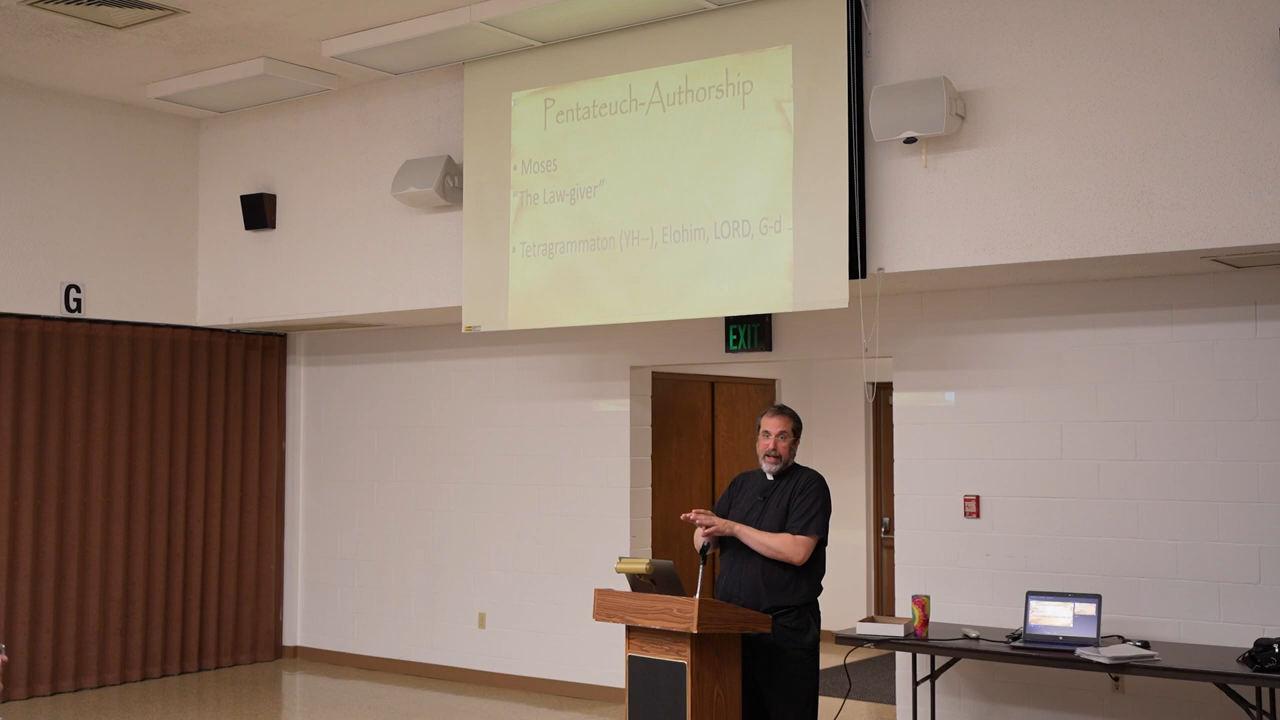 Pentateuch-Authorship
• Moses
“The Law-giver”
• Tetragrammaton (YH--), Elohim, LORD, G-d
G
EXIT